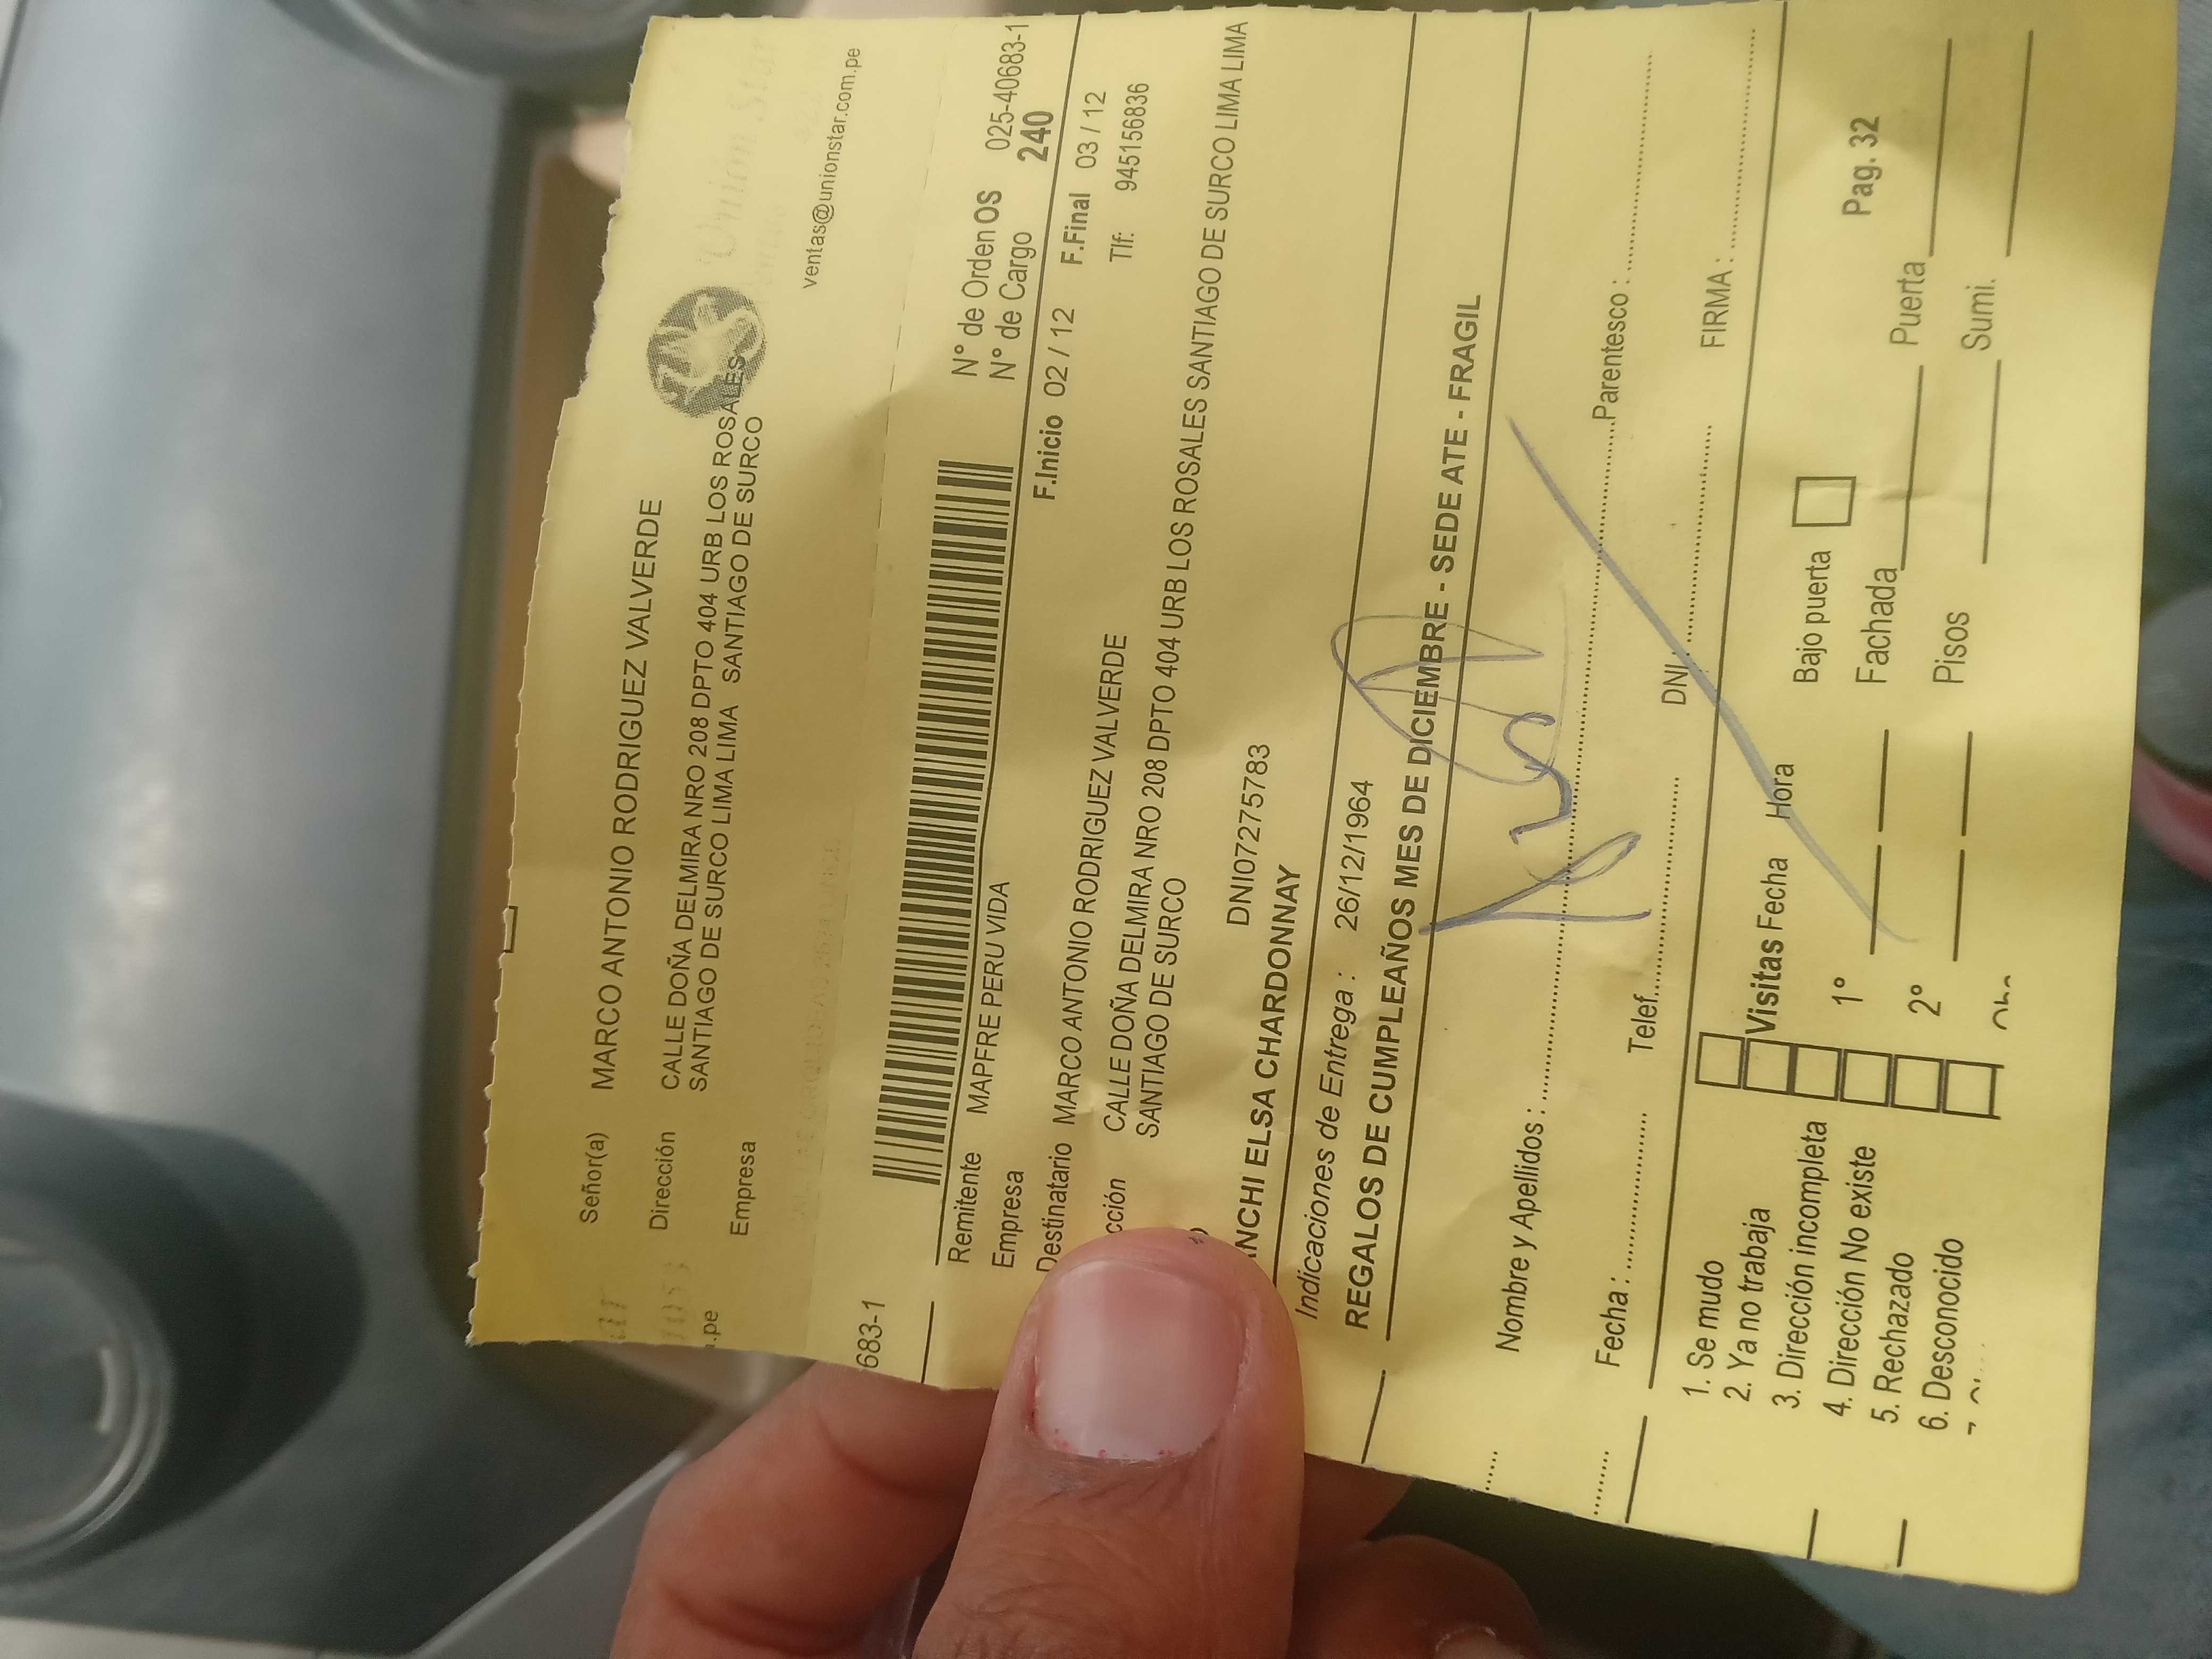 Señor(a) MARCO ANTONIO RODRIGUEZ VALVERDE
Dirección CALLE DOÑA DELMIRA NRO 208 DPTO 404 URB LOS ROSALES
SANTIAGO DE SURCO LIMA LIMA SANTIAGO DE SURCO
Empresa
.pe
Union Star
ventas@unionstar.com.pe
683-1
N° de Orden OS 025-40683-1
N° de Cargo 240
Remitente MAPFRE PERU VIDA
Empresa
F.Inicio 02 / 12 F.Final 03 / 12
Destinatario MARCO ANTONIO RODRIGUEZ VALVERDE
Tlf: 945156836
cción CALLE DOÑA DELMIRA NRO 208 DPTO 404 URB LOS ROSALES SANTIAGO DE SURCO LIMA LIMA
SANTIAGO DE SURCO
DNI07275783
NCHI ELSA CHARDONNAY
Indicaciones de Entrega : 26/12/1964
REGALOS DE CUMPLEAÑOS MES DE DICIEMBRE - SEDE ATE - FRAGIL
Nombre y Apellidos : Parentesco :
Fecha : Telef. DNI FIRMA :
1. Se mudo
2. Ya no trabaja
3. Dirección incompleta
4. Dirección No existe
5. Rechazado
6. Desconocido
Visitas Fecha Hora
1°
2°
Bajo puerta
Pag. 32
Fachada Puerta
Pisos Sumi.